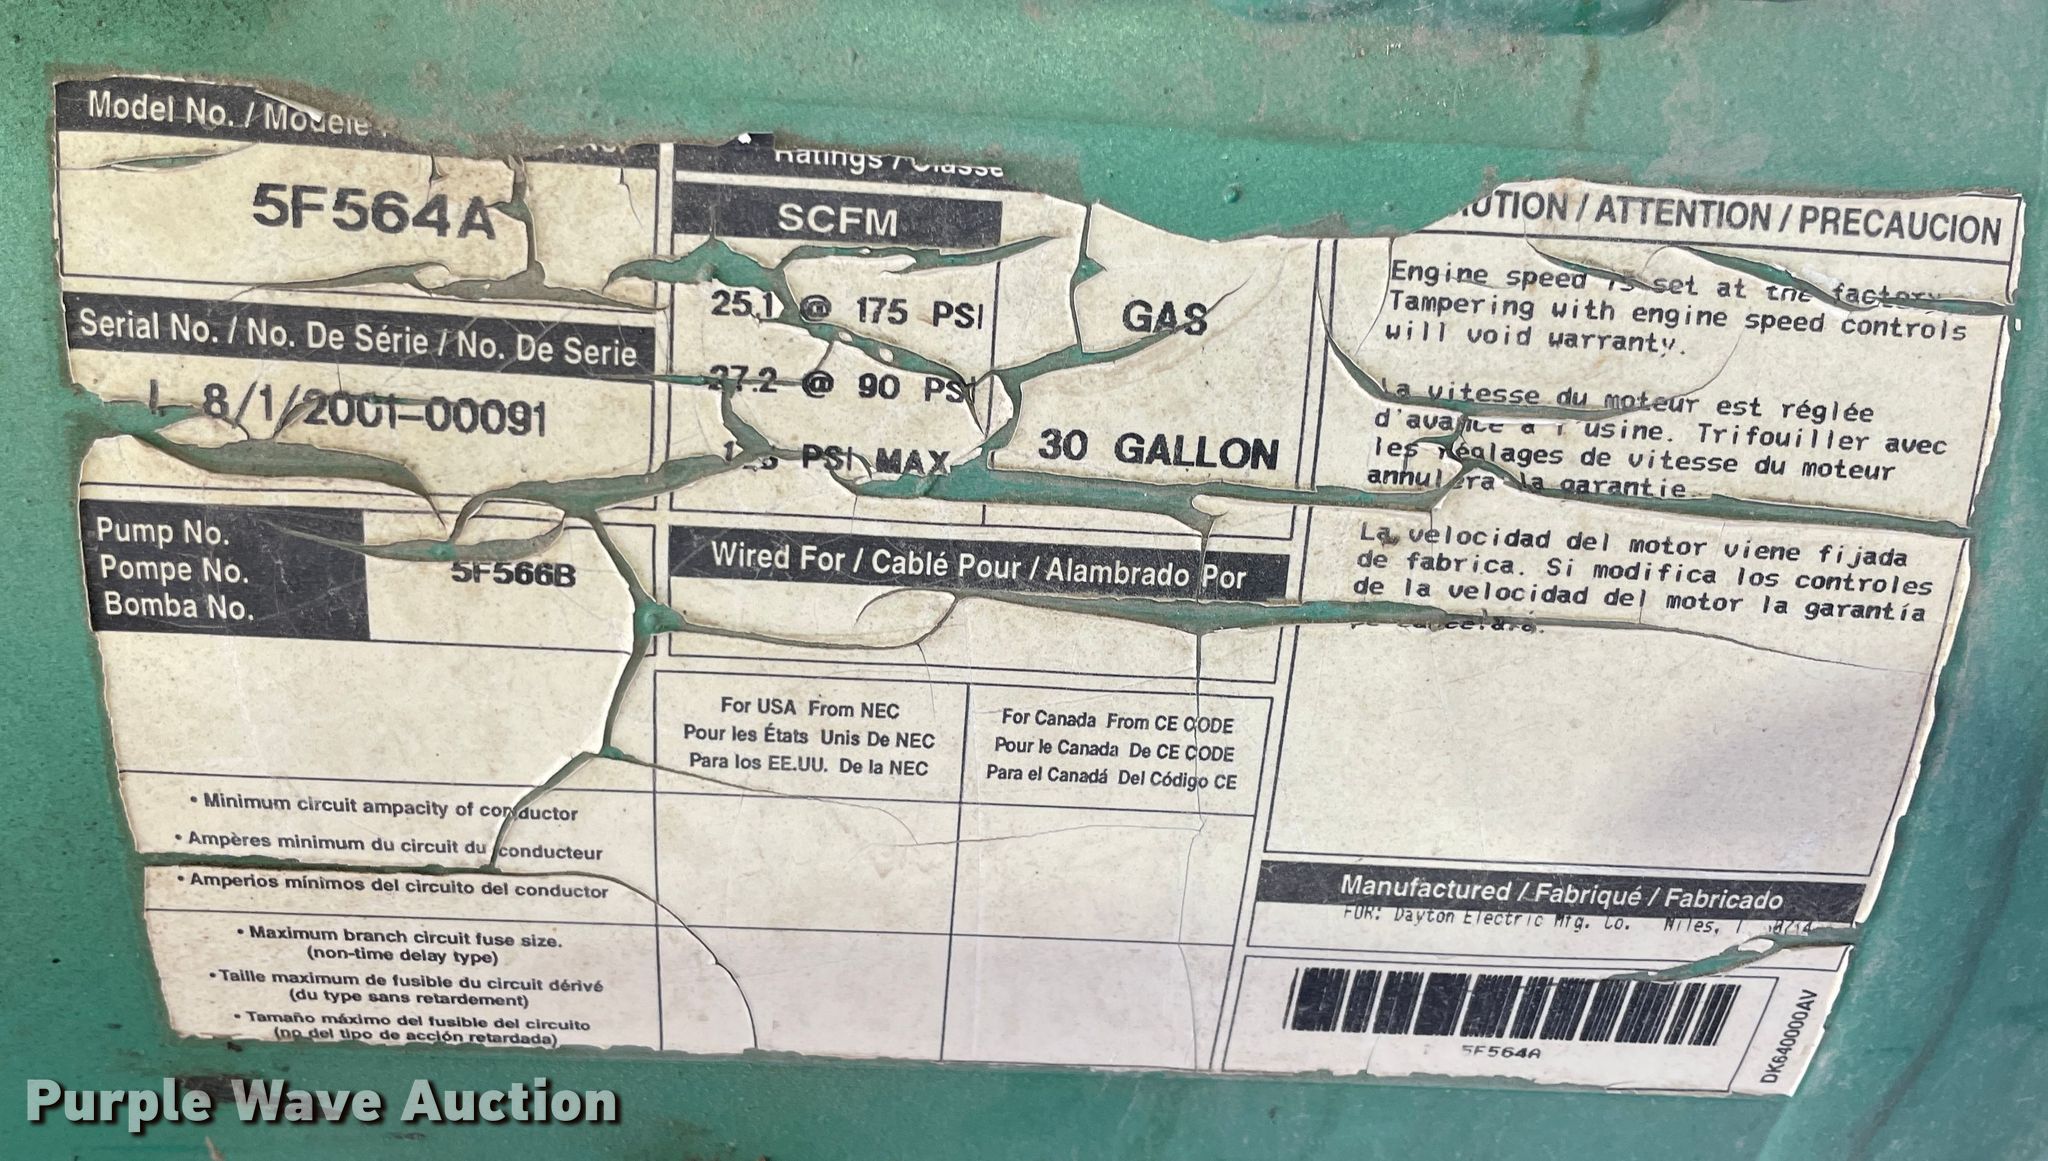 Model No. / Modèle
5F564A
Serial No. / No. De Série / No. De Serie
L 8/1/2001-00091
Pump No.
Pompe No.
Bomba No.
5F566B
Ratings / Classe
SCFM
25.1 @ 175 PSI
27.2 @ 90 PSI
PSI MAX
GAS
30 GALLON
Wired For / Cablé Pour / Alambrado Por
For USA From NEC
Pour les États Unis De NEC
Para los EE.UU. De la NEC
For Canada From CE CODE
Pour le Canada De CE CODE
Para el Canadá Del Código CE
• Minimum circuit ampacity of conductor
• Ampères minimum du circuit du conducteur
• Amperios mínimos del circuito del conductor
• Maximum branch circuit fuse size.
(non-time delay type)
• Taille maximum de fusible du circuit dérivé
(du type sans retardement)
• Tamaño máximo del fusible del circuito
(no del tipo de acción retardada)
/ ATTENTION / PRECAUCION
Engine speed is set at the factory.
Tampering with engine speed controls
will void warranty.
La vitesse du moteur est réglée
d'avance à l'usine. Trifouiller avec
les réglages de vitesse du moteur
annulera la garantie.
La velocidad del motor viene fijada
de fabrica. Si modifica los controles
de la velocidad del motor la garantía
Manufactured / Fabriqué / Fabricado
FOR: Dayton Electric Mfg. Co. Niles,
5F564A
DK640000AV
Purple Wave Auction